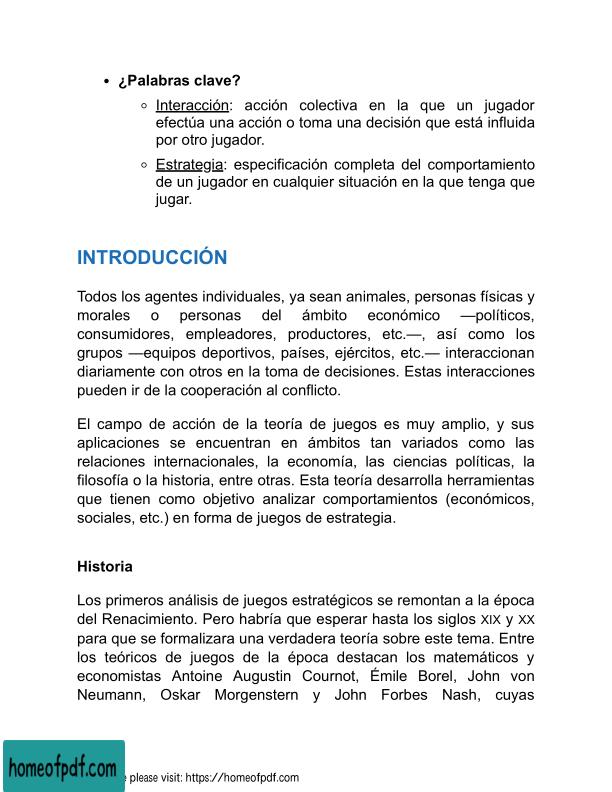 • ¿Palabras clave?
◦ Interacción: acción colectiva en la que un jugador
efectúa una acción o toma una decisión que está influida
por otro jugador.
◦ Estrategia: especificación completa del comportamiento
de un jugador en cualquier situación en la que tenga que
jugar.
INTRODUCCIÓN
Todos los agentes individuales, ya sean animales, personas físicas y
morales o personas del ámbito económico —políticos,
consumidores, empleadores, productores, etc.—, así como los
grupos —equipos deportivos, países, ejércitos, etc.— interaccionan
diariamente con otros en la toma de decisiones. Estas interacciones
pueden ir de la cooperación al conflicto.
El campo de acción de la teoría de juegos es muy amplio, y sus
aplicaciones se encuentran en ámbitos tan variados como las
relaciones internacionales, la economía, las ciencias políticas, la
filosofía o la historia, entre otras. Esta teoría desarrolla herramientas
que tienen como objetivo analizar comportamientos (económicos,
sociales, etc.) en forma de juegos de estrategia.
Historia
Los primeros análisis de juegos estratégicos se remontan a la época
del Renacimiento. Pero habría que esperar hasta los siglos XIX y XX
para que se formalizara una verdadera teoría sobre este tema. Entre
los teóricos de juegos de la época destacan los matemáticos y
economistas Antoine Augustin Cournot, Émile Borel, John von
Neumann, Oskar Morgenstern y John Forbes Nash, cuyas
homeofpdf.com
please visit: https://homeofpdf.com